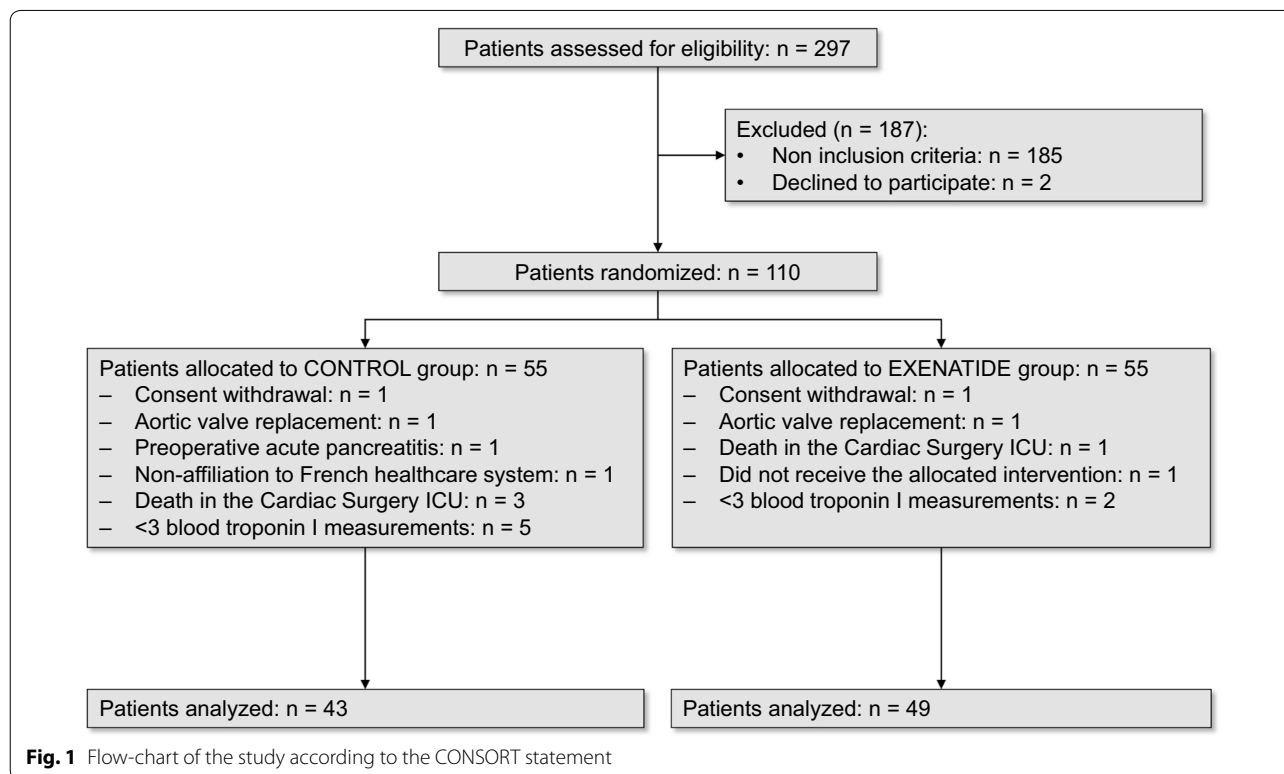 Patients assessed for eligibility: n = 297
Excluded (n = 187):
• Non inclusion criteria: n = 185
• Declined to participate: n = 2
Patients randomized: n = 110
Patients allocated to CONTROL group: n = 55
– Consent withdrawal: n = 1
– Aortic valve replacement: n = 1
– Preoperative acute pancreatitis: n = 1
– Non-affiliation to French healthcare system: n = 1
– Death in the Cardiac Surgery ICU: n = 3
– <3 blood troponin I measurements: n = 5
Patients allocated to EXENATIDE group: n = 55
– Consent withdrawal: n = 1
– Aortic valve replacement: n = 1
– Death in the Cardiac Surgery ICU: n = 1
– Did not receive the allocated intervention: n = 1
– <3 blood troponin I measurements: n = 2
Patients analyzed: n = 43
Patients analyzed: n = 49
Fig. 1 Flow-chart of the study according to the CONSORT statement